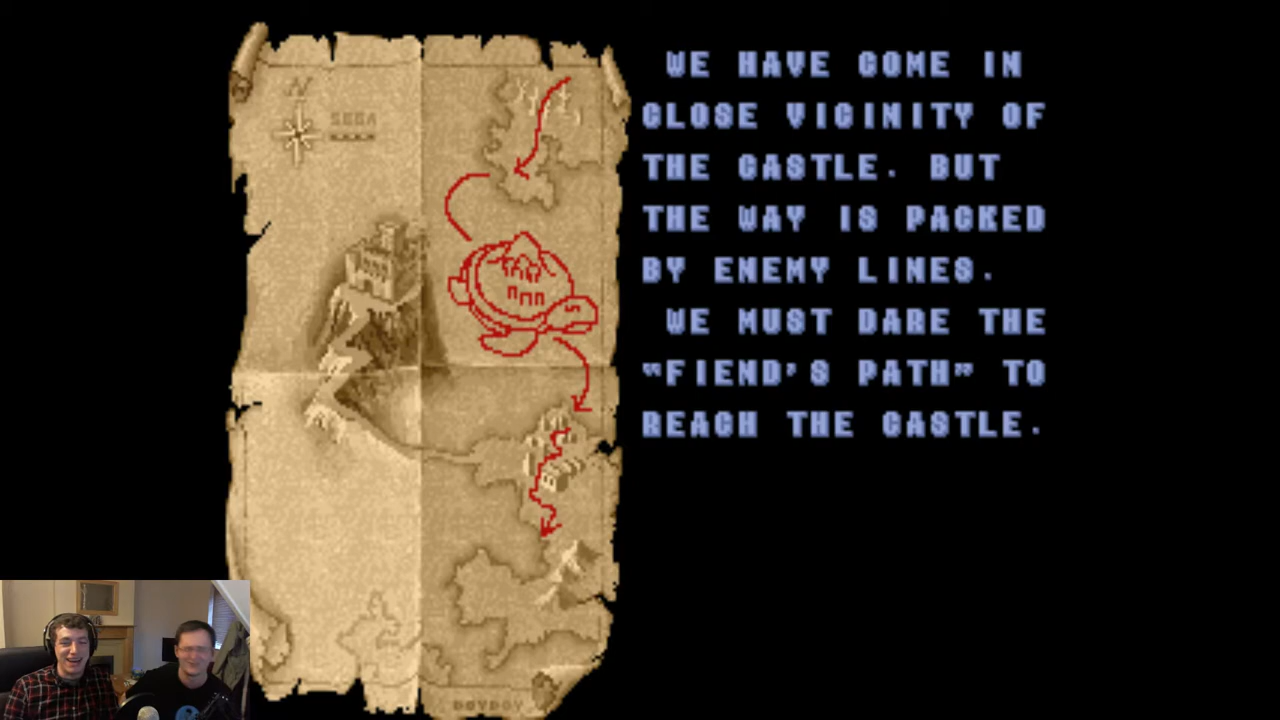 N
SEGA
WE HAVE COME IN
CLOSE VICINITY OF
THE CASTLE. BUT
THE WAY IS PACKED
BY ENEMY LINES.
WE MUST DARE THE
"FIEND'S PATH" TO
REACH THE CASTLE.